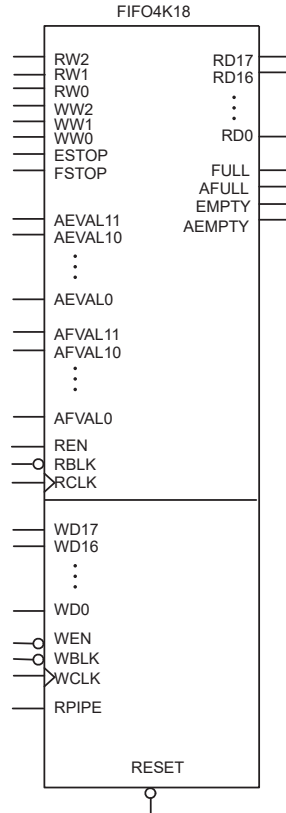 FIFO4K18
RW2
RW1
RW0
WW2
WW1
WW0
ESTOP
FSTOP
AEVAL11
AEVAL10
AEVAL0
AFVAL11
AFVAL10
AFVAL0
REN
RBLK
RCLK
WD17
WD16
WD0
WEN
WBLK
WCLK
RPIPE
RD17
RD16
RD0
FULL
AFULL
EMPTY
AEMPTY
RESET